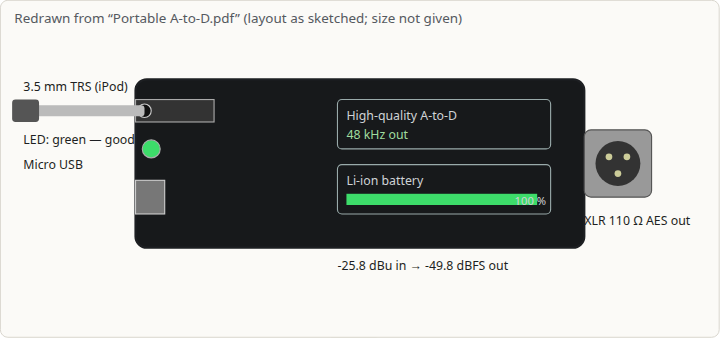 Redrawn from “Portable A-to-D.pdf” (layout as sketched; size not given)
3.5 mm TRS (iPod)
LED: green — good
Micro USB
High-quality A-to-D
48 kHz out
Li-ion battery
100 %
XLR 110 Ω AES out
-25.8 dBu in → -49.8 dBFS out